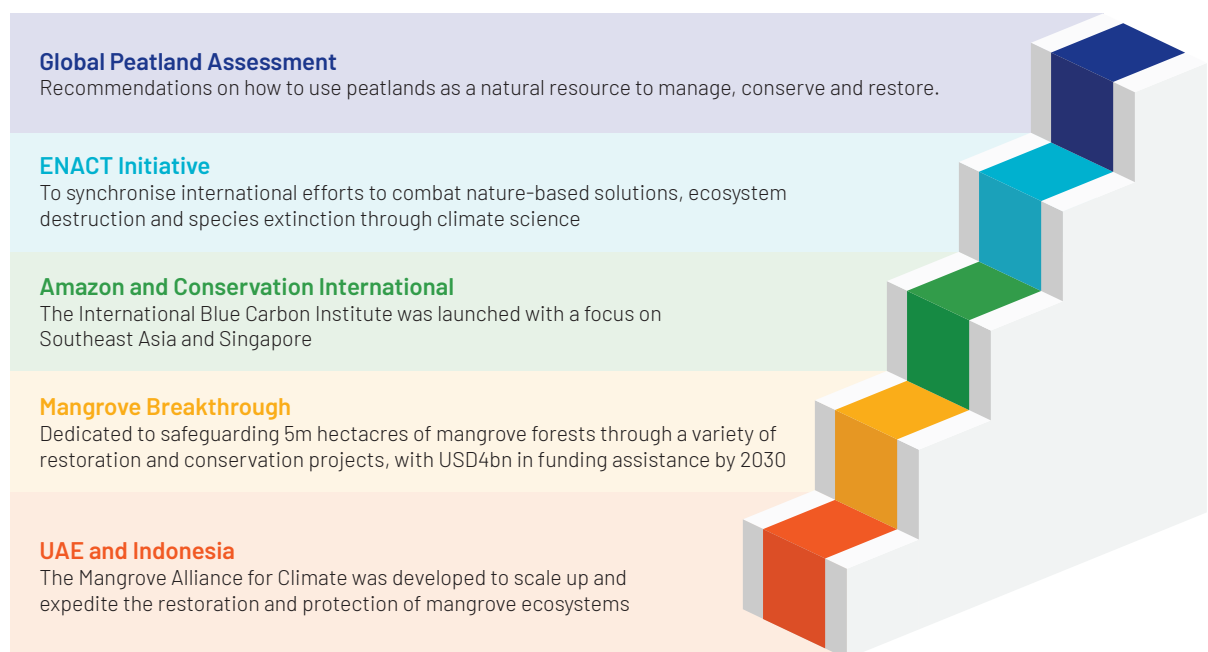 Global Peatland Assessment
Recommendations on how to use peatlands as a natural resource to manage, conserve and restore.
ENACT Initiative
To synchronise international efforts to combat nature-based solutions, ecosystem
destruction and species extinction through climate science
Amazon and Conservation International
The International Blue Carbon Institute was launched with a focus on
Southeast Asia and Singapore
Mangrove Breakthrough
Dedicated to safeguarding 5m hectacres of mangrove forests through a variety of
restoration and conservation projects, with USD4bn in funding assistance by 2030
UAE and Indonesia
The Mangrove Alliance for Climate was developed to scale up and
expedite the restoration and protection of mangrove ecosystems